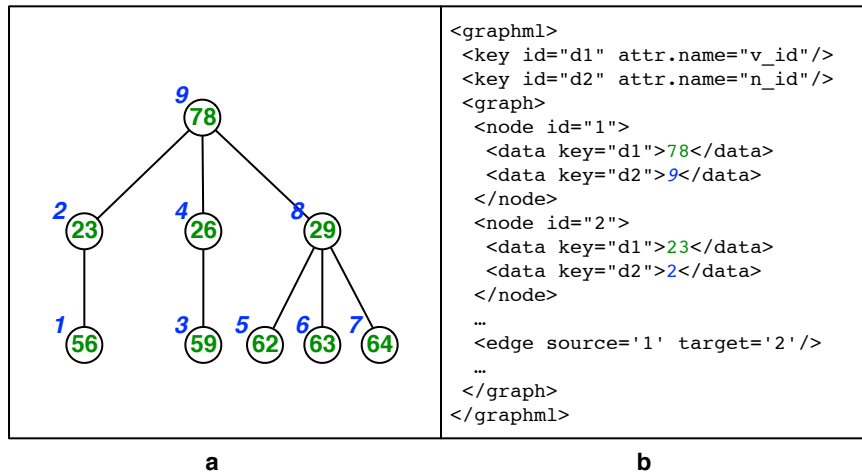 9
78
2
23
4
26
8
29
1
56
3
59
5
62
6
63
7
64
<graphml>
<key id="d1" attr.name="v_id"/>
<key id="d2" attr.name="n_id"/>
<graph>
<node id="1">
<data key="d1">78</data>
<data key="d2">9</data>
</node>
<node id="2">
<data key="d1">23</data>
<data key="d2">2</data>
</node>
…
<edge source='1' target='2'/>
…
</graph>
</graphml>
a
b